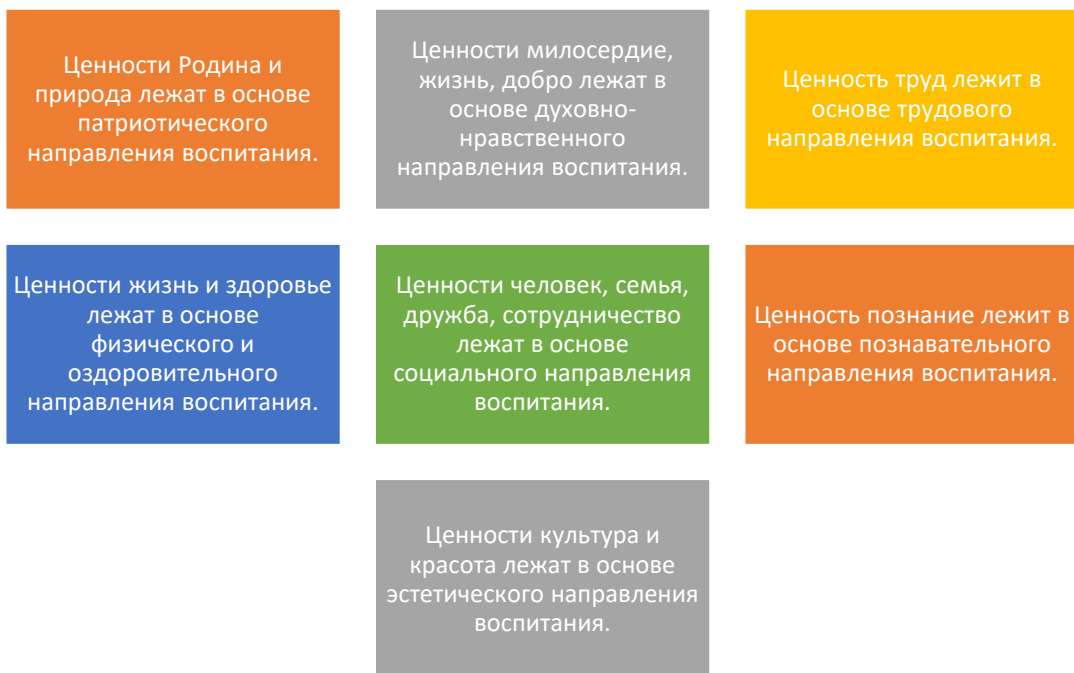 Ценности Родина и
природа лежат в основе
патриотического
направления воспитания.
Ценности милосердие,
жизнь, добро лежат в
основе духовно-
нравственного
направления воспитания.
Ценность труд лежит в
основе трудового
направления воспитания.
Ценности жизнь и здоровье
лежат в основе
физического и
оздоровительного
направления воспитания.
Ценности человек, семья,
дружба, сотрудничество
лежат в основе
социального направления
воспитания.
Ценность познание лежит в
основе познавательного
направления воспитания.
Ценности культура и
красота лежат в основе
эстетического направления
воспитания.